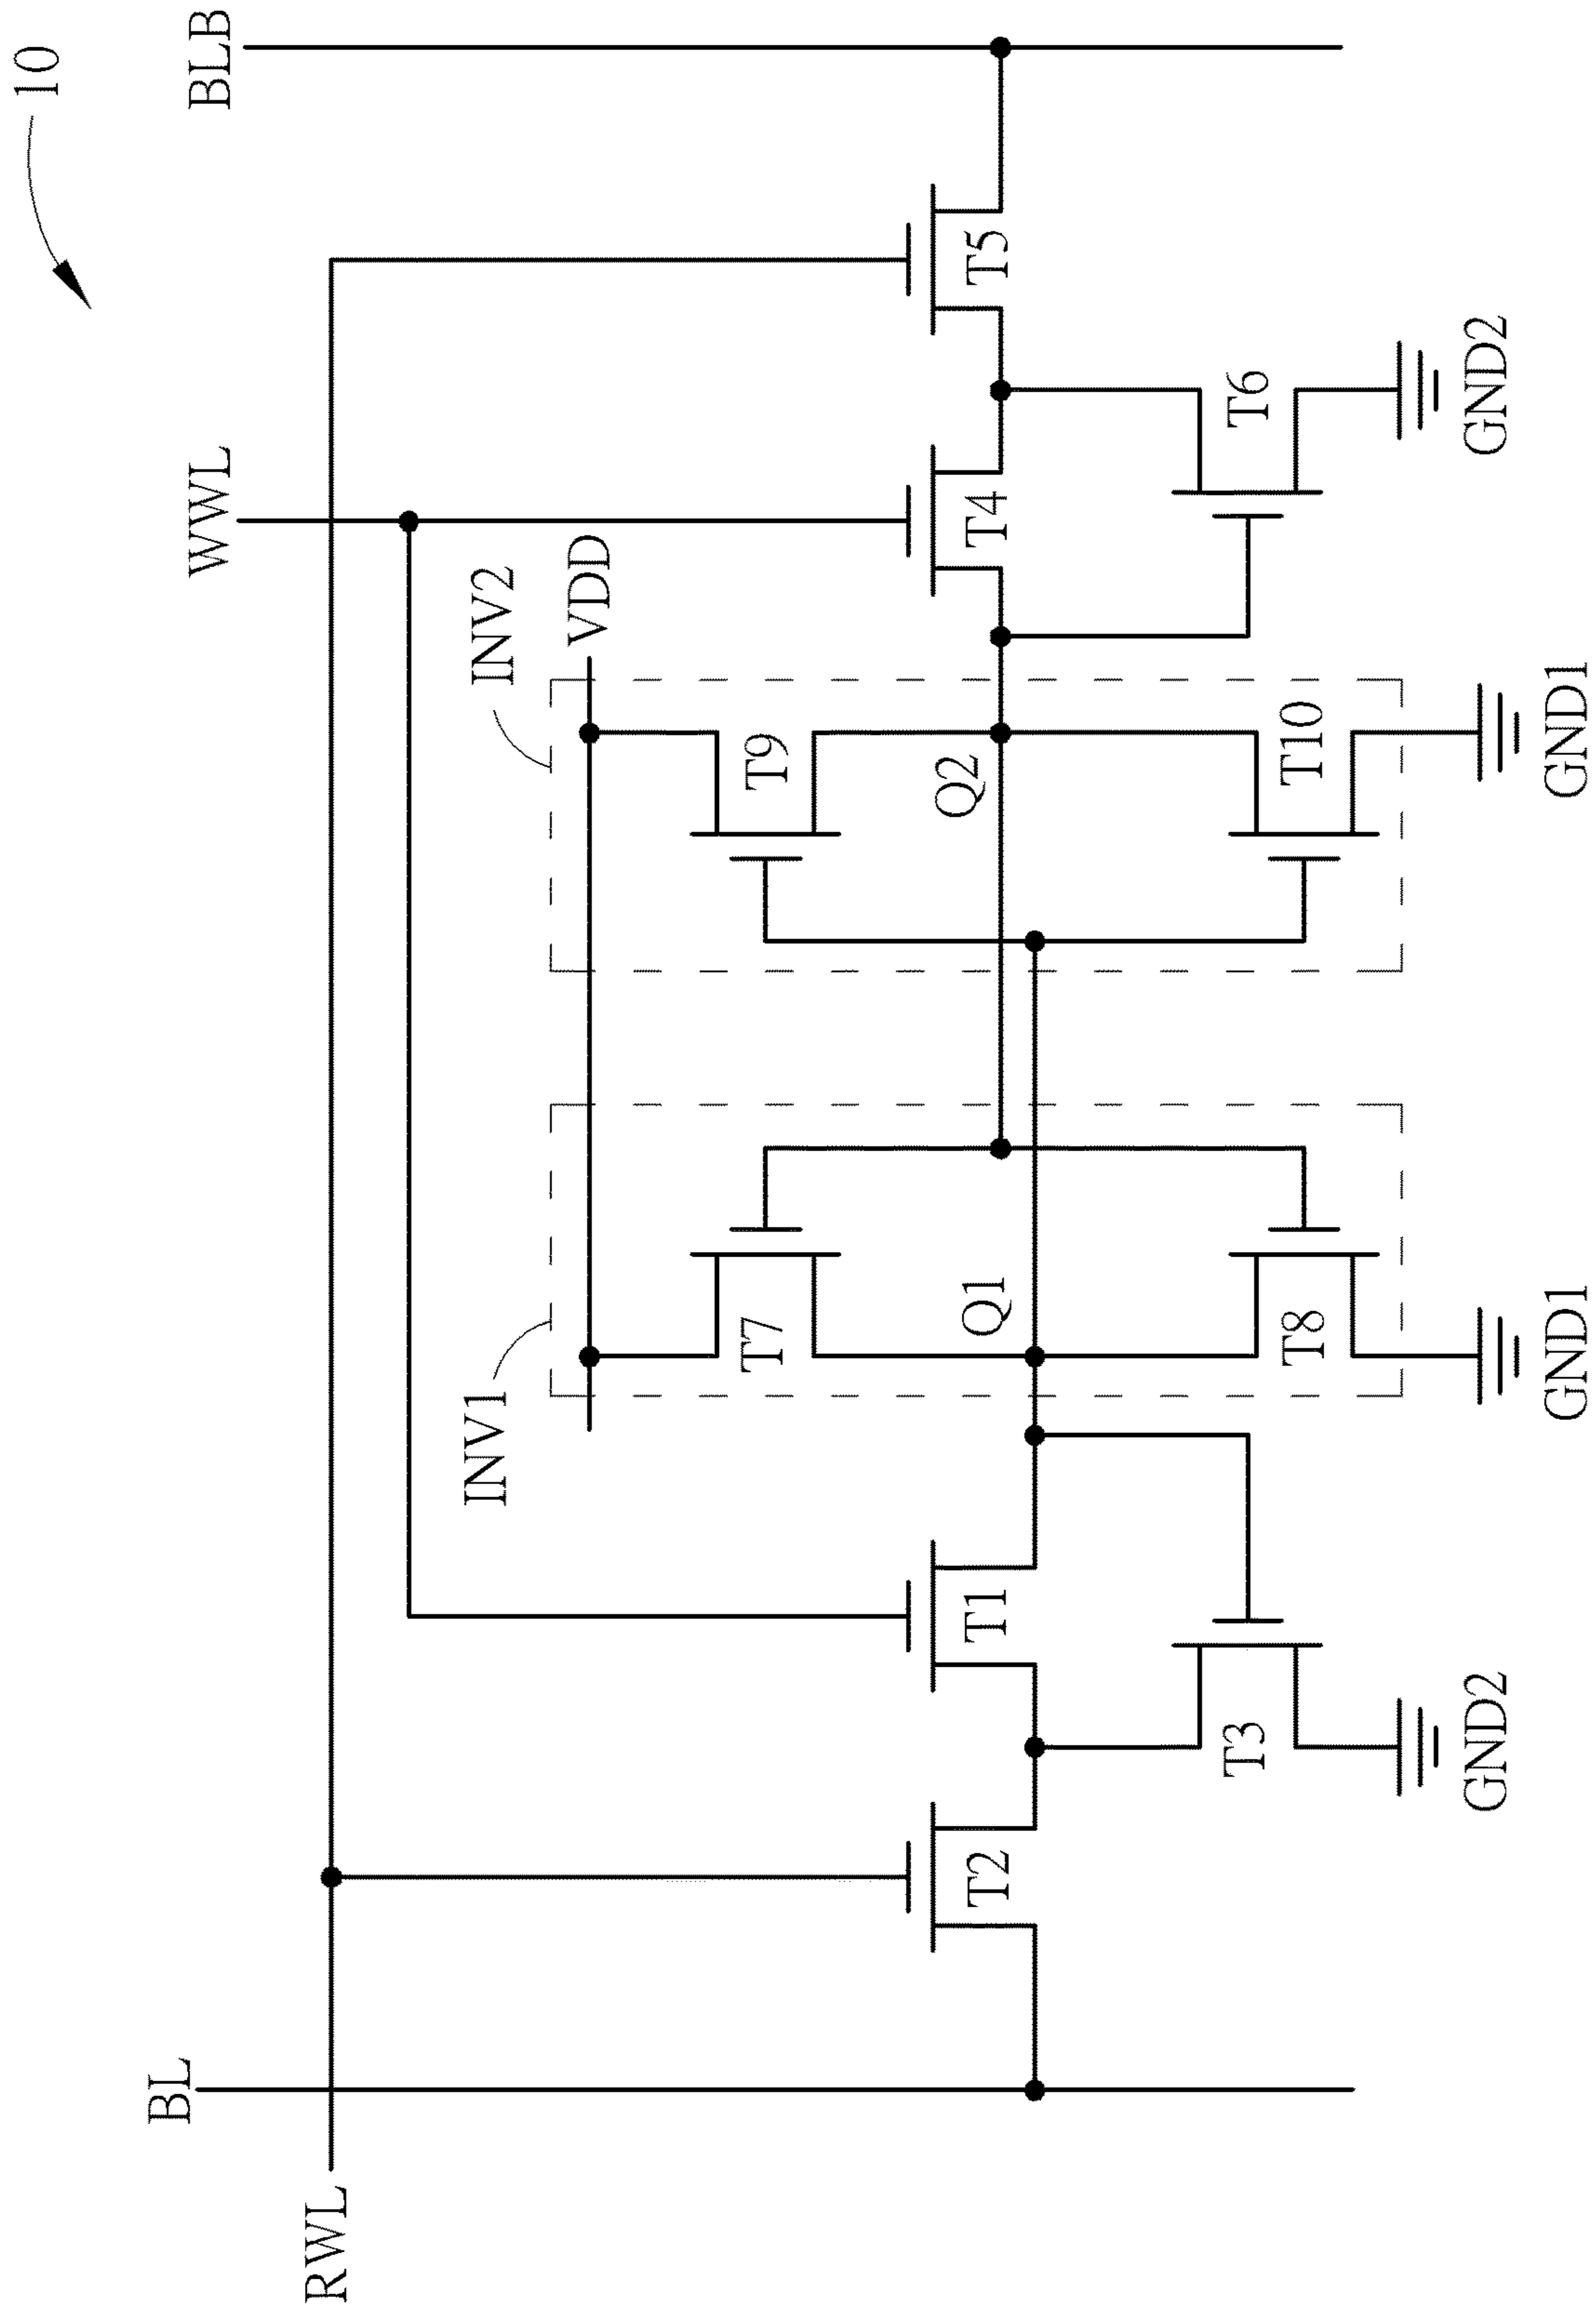 10
BL
WWL
BLB
RWL
INV1
INV2
VDD
T7
T9
T2
T1
Q1
Q2
T4
T5
T3
T8
T10
T6
GND2
GND1
GND1
GND2